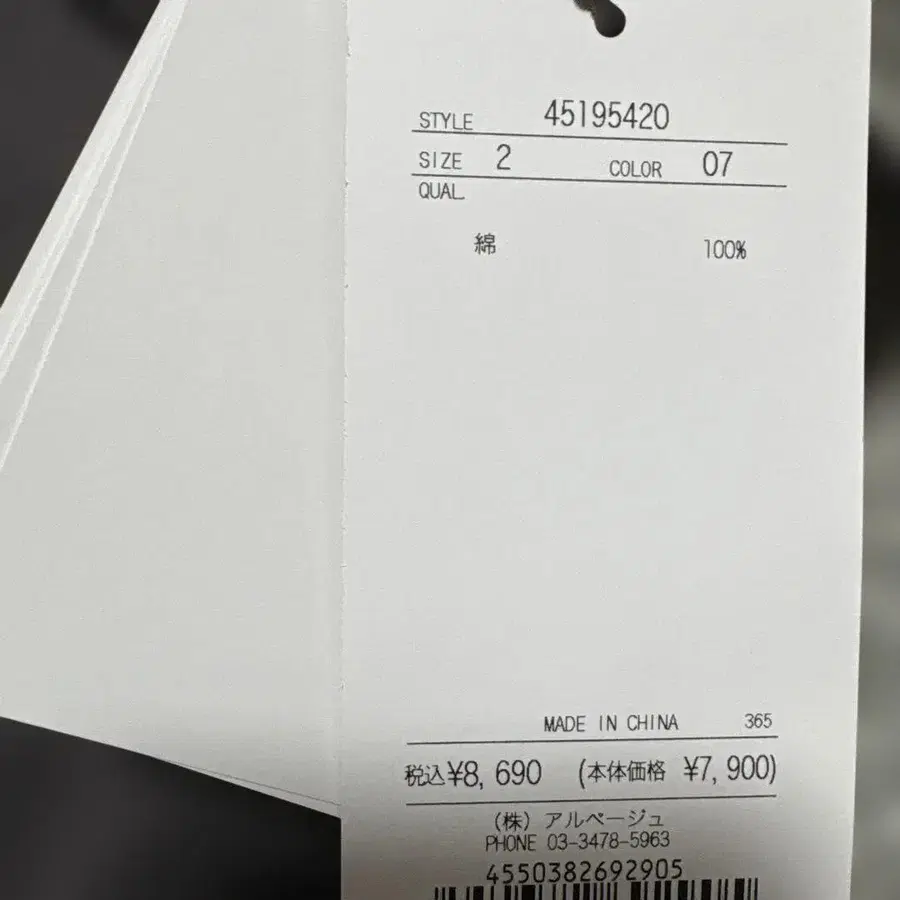 STYLE 45195420
SIZE 2 COLOR 07
QUAL.
綿 100%
MADE IN CHINA 365
税込¥8,690 (本体価格 ¥7,900)
(株) アルページュ
PHONE 03-3478-5963
4550382692905